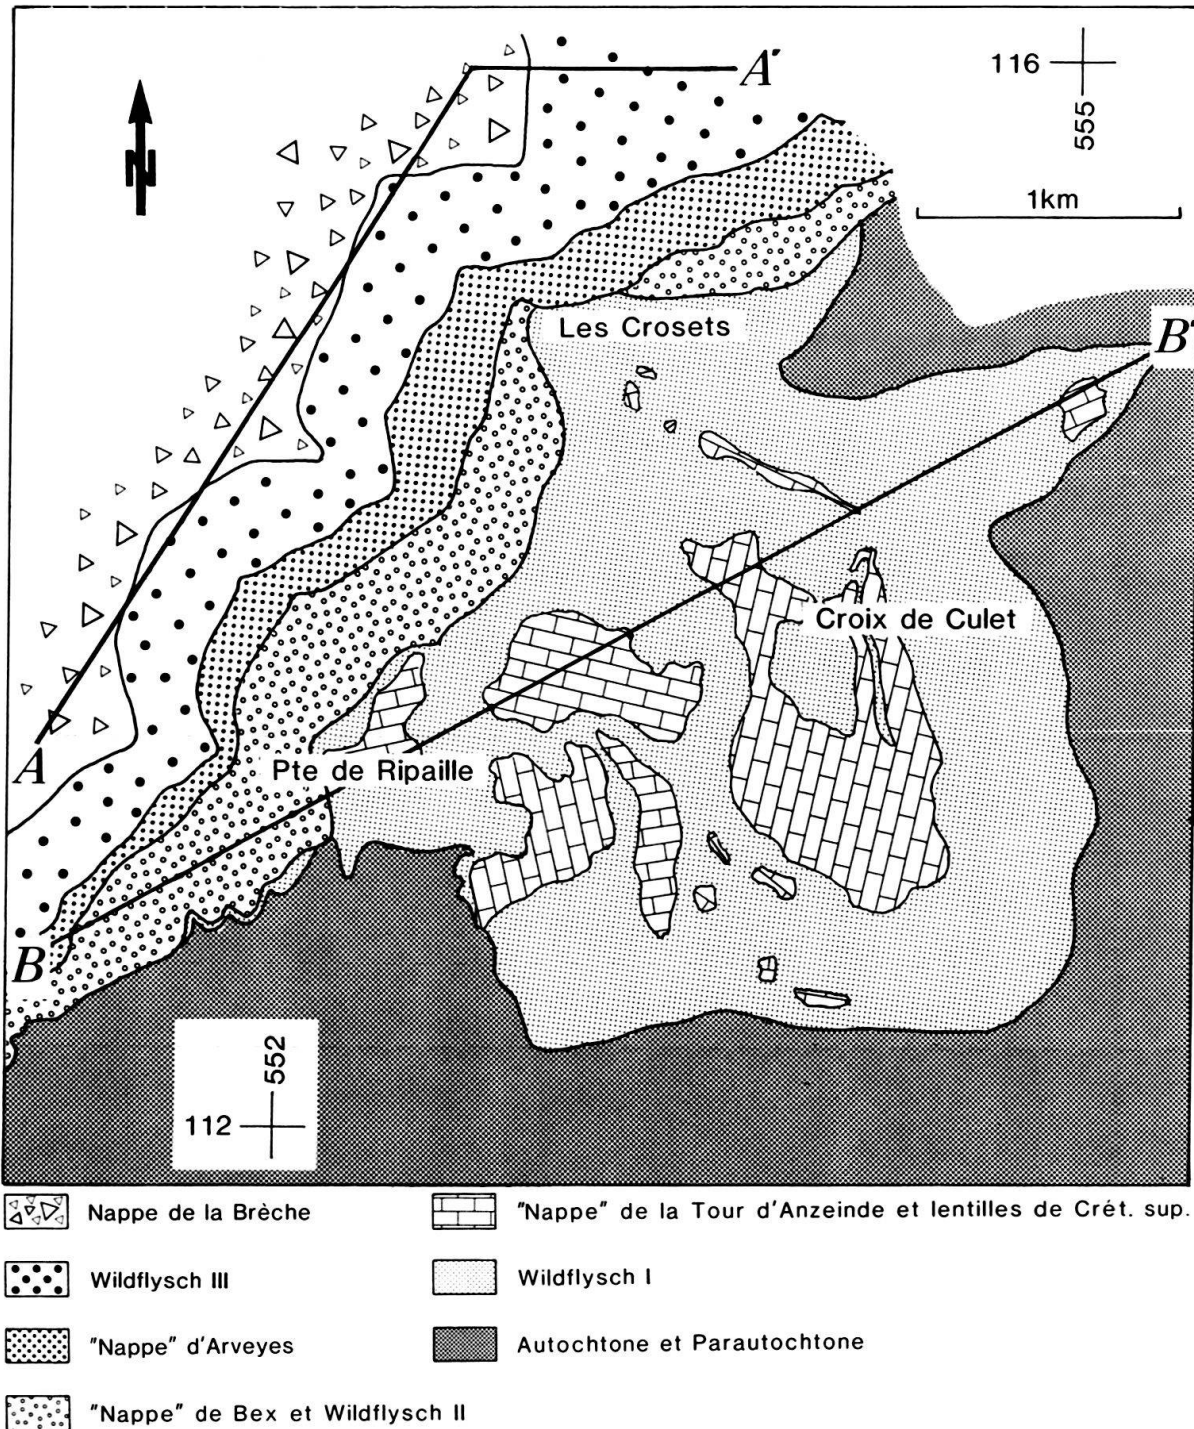 A'
116
555
N
1km
Les Crosets
B'
Croix de Culet
A
Pte de Ripaille
B
552
112
Nappe de la Brèche
"Nappe" de la Tour d'Anzeinde et lentilles de Crét. sup.
Wildflysch III
Wildflysch I
"Nappe" d'Arveyes
Autochtone et Parautochtone
"Nappe" de Bex et Wildflysch II